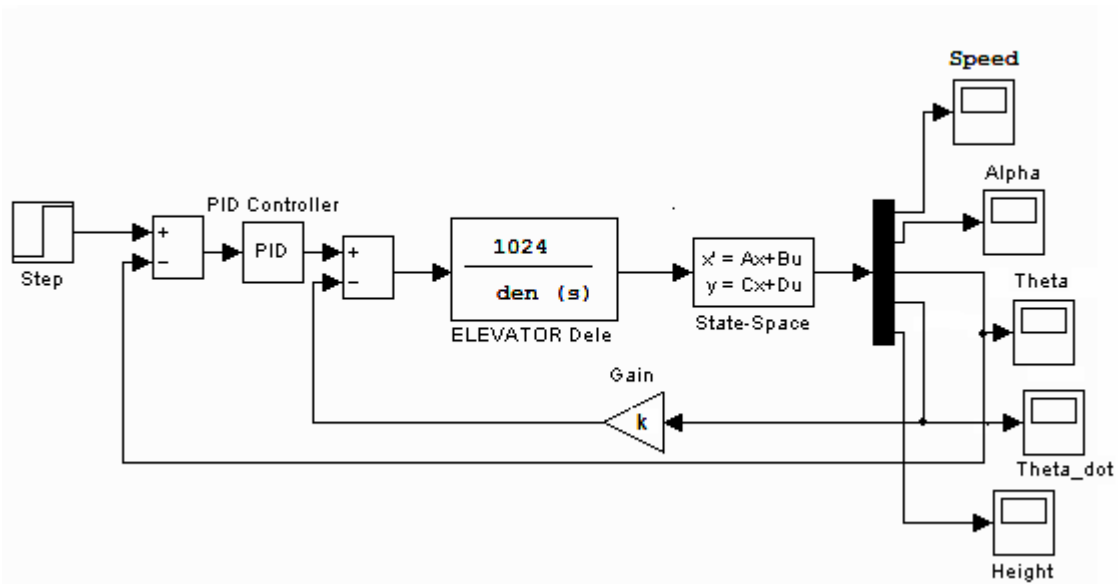 Speed
Alpha
PID Controller
+
−
PID
+
−
1024
den (s)
x' = Ax+Bu
y = Cx+Du
Step
Theta
ELEVATOR Dele
State-Space
Gain
k
Theta_dot
Height